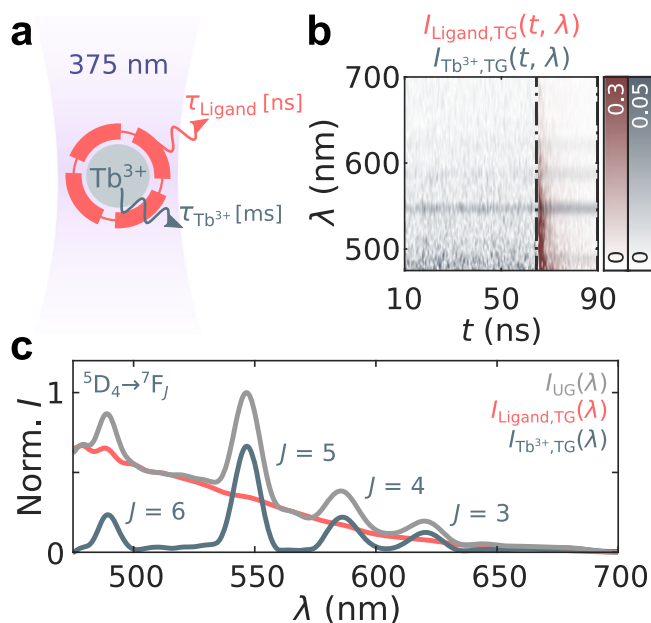 a
375 nm
τLigand [ns]
Tb3+
τTb3+ [ms]
b
ILigand,TG(t, λ)
ITb3+,TG(t, λ)
700
600
500
λ (nm)
10
50
90
t (ns)
0.3
0
0.05
0
c
5D4→7FJ
IUG(λ)
ILigand,TG(λ)
ITb3+,TG(λ)
J = 6
J = 5
J = 4
J = 3
1
0
Norm. I
500
550
600
650
700
λ (nm)